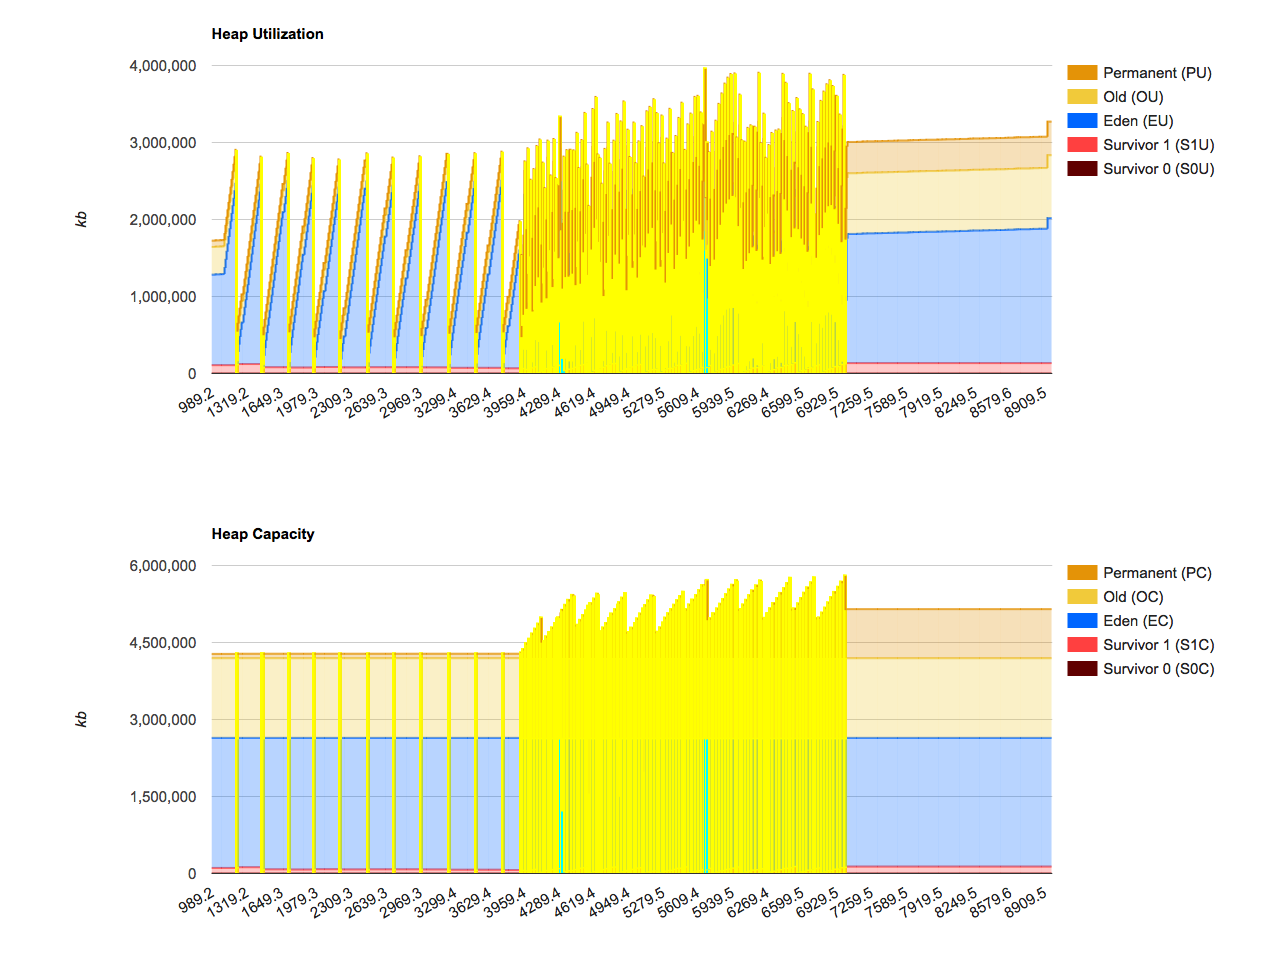 Heap Utilization
4,000,000
3,000,000
2,000,000
1,000,000
0
kb
989.2 1319.2 1649.3 1979.3 2309.3 2639.3 2969.3 3299.4 3629.4 3959.4 4289.4 4619.4 4949.4 5279.5 5609.4 5939.5 6269.4 6599.5 6929.5 7259.5 7589.5 7919.5 8249.5 8579.6 8909.5
Permanent (PU)
Old (OU)
Eden (EU)
Survivor 1 (S1U)
Survivor 0 (S0U)
Heap Capacity
6,000,000
4,500,000
3,000,000
1,500,000
0
kb
989.2 1319.2 1649.3 1979.3 2309.3 2639.3 2969.3 3299.4 3629.4 3959.4 4289.4 4619.4 4949.4 5279.5 5609.4 5939.5 6269.4 6599.5 6929.5 7259.5 7589.5 7919.5 8249.5 8579.6 8909.5
Permanent (PC)
Old (OC)
Eden (EC)
Survivor 1 (S1C)
Survivor 0 (S0C)